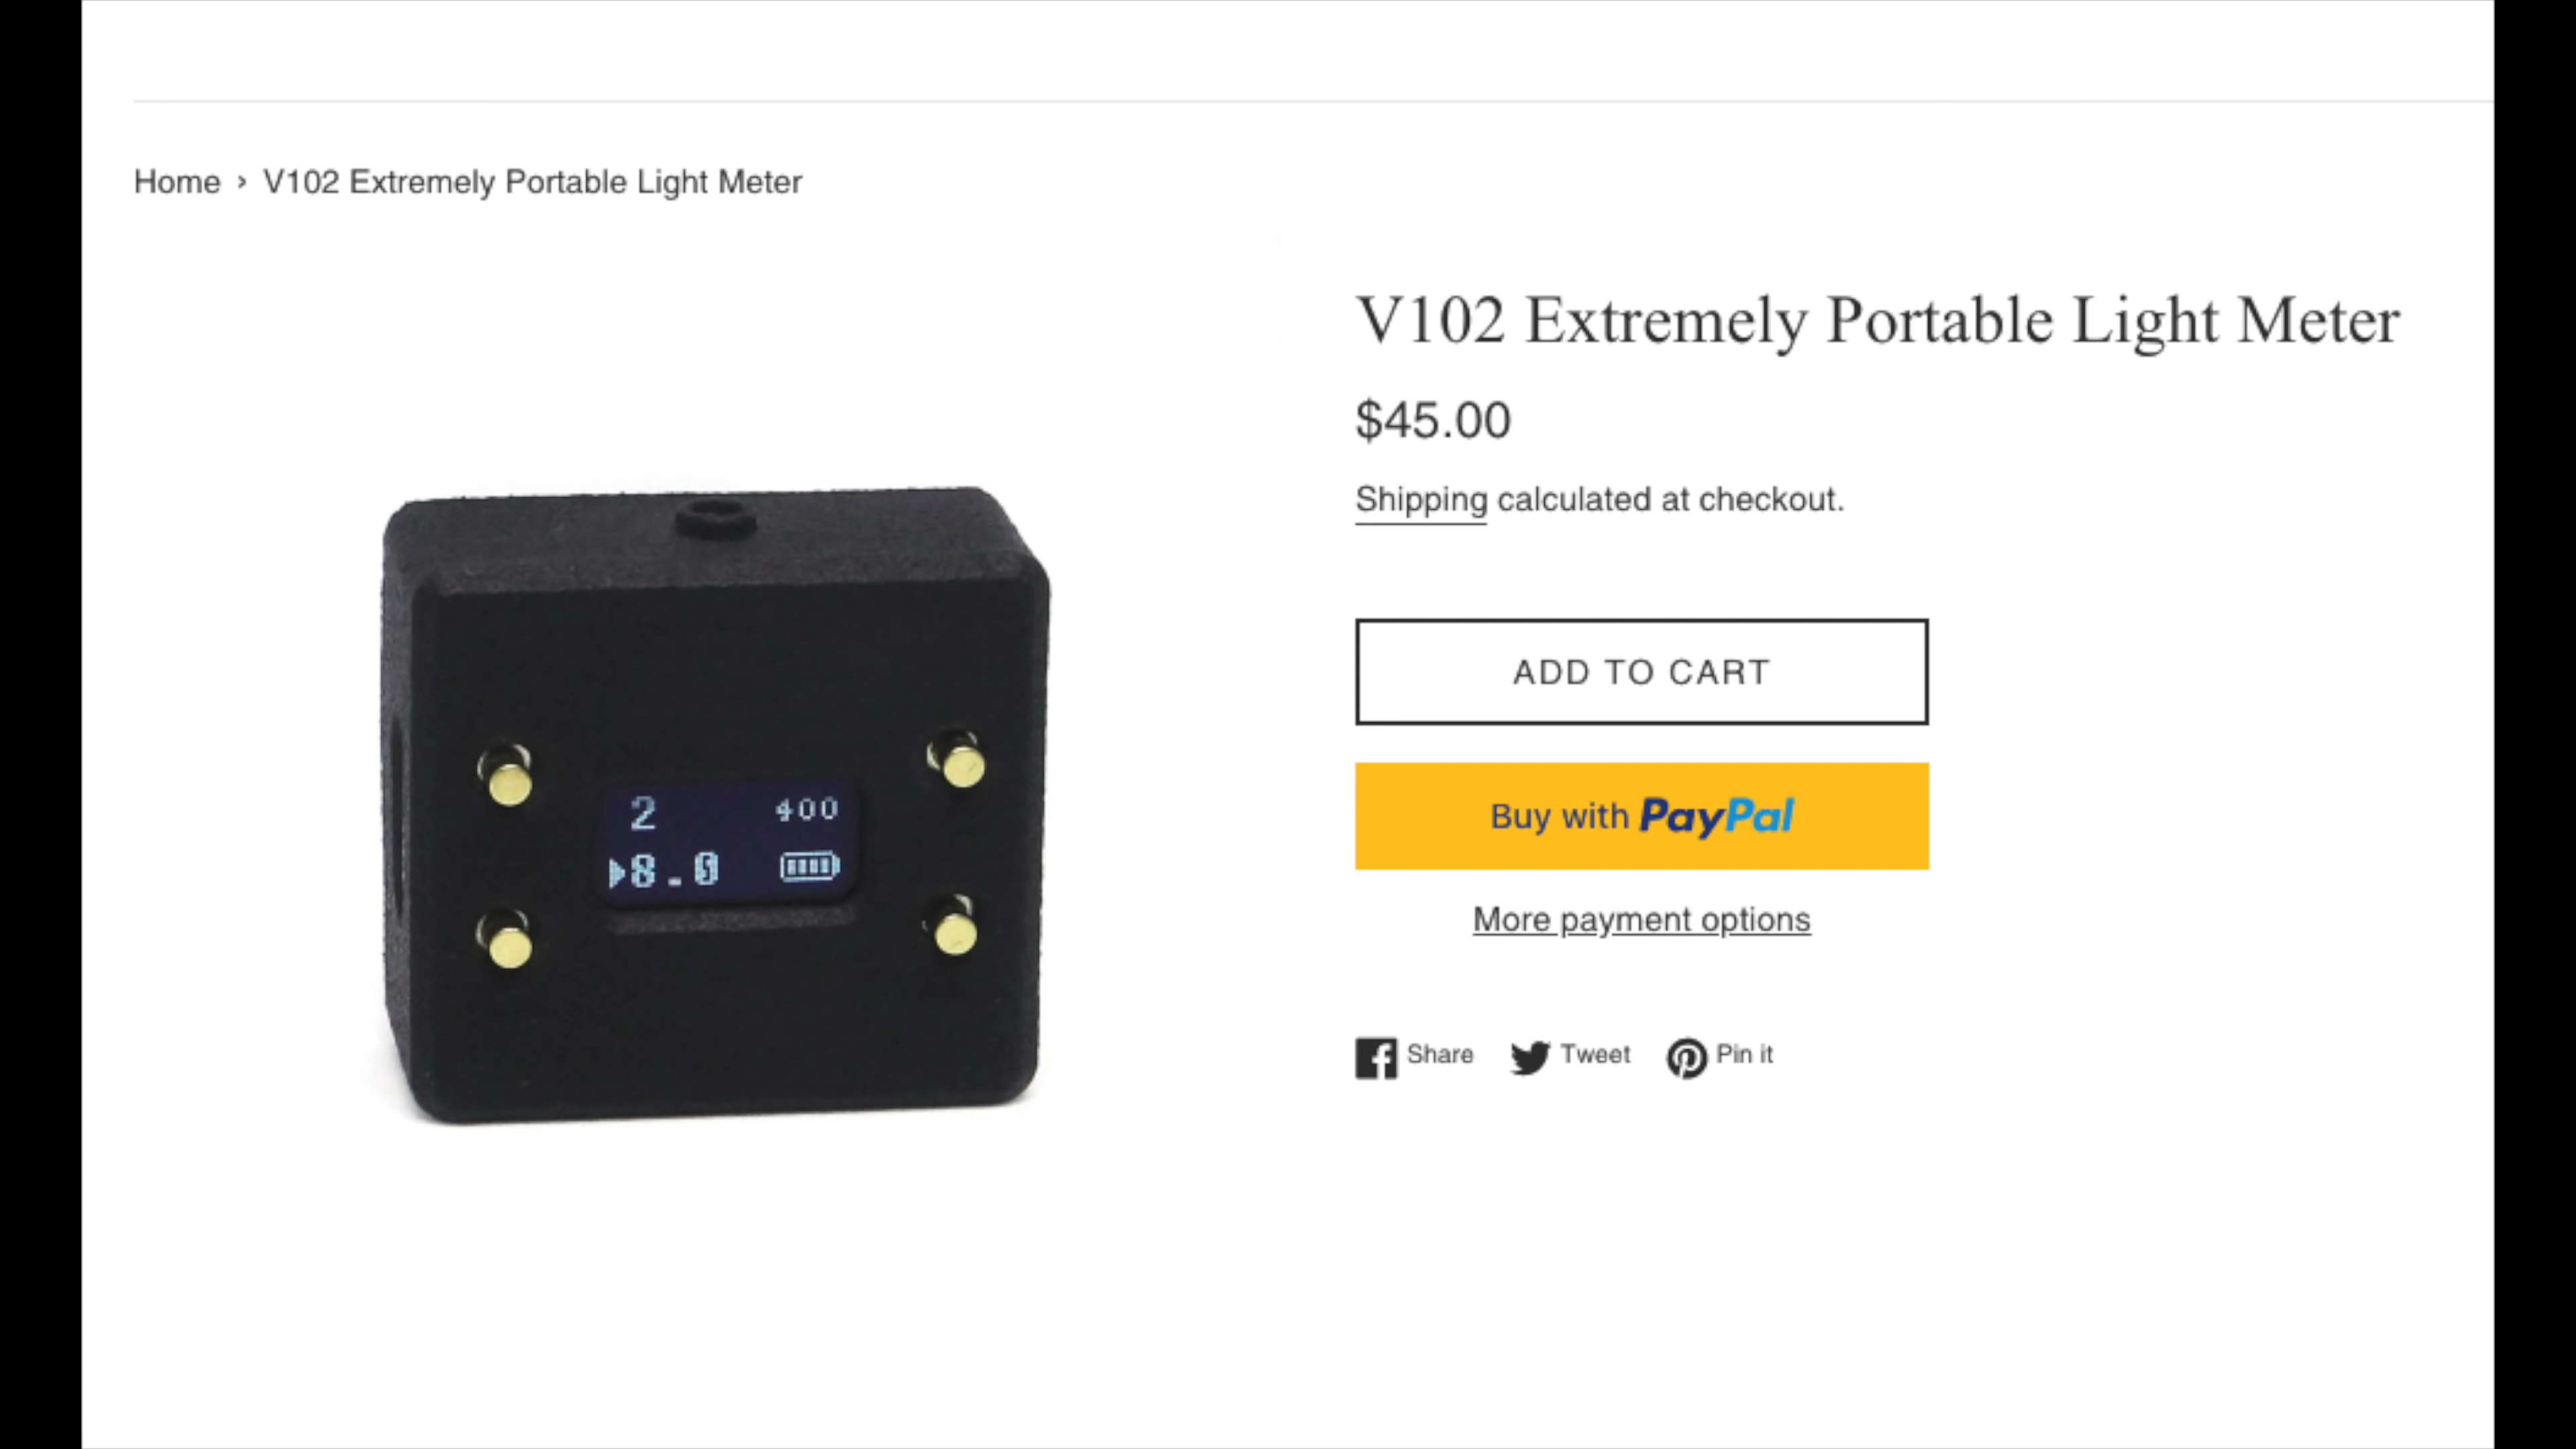 Home › V102 Extremely Portable Light Meter
V102 Extremely Portable Light Meter
$45.00
Shipping calculated at checkout.
2 400
8.0
ADD TO CART
Buy with PayPal
More payment options
Share Tweet Pin it